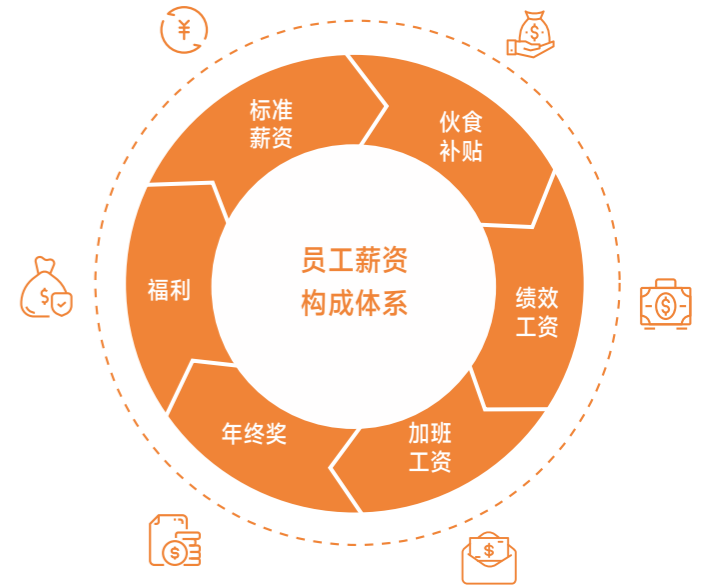 员工薪资
构成体系
标准
薪资
伙食
补贴
绩效
工资
加班
工资
年终奖
福利
¥
$
$
$
$
$